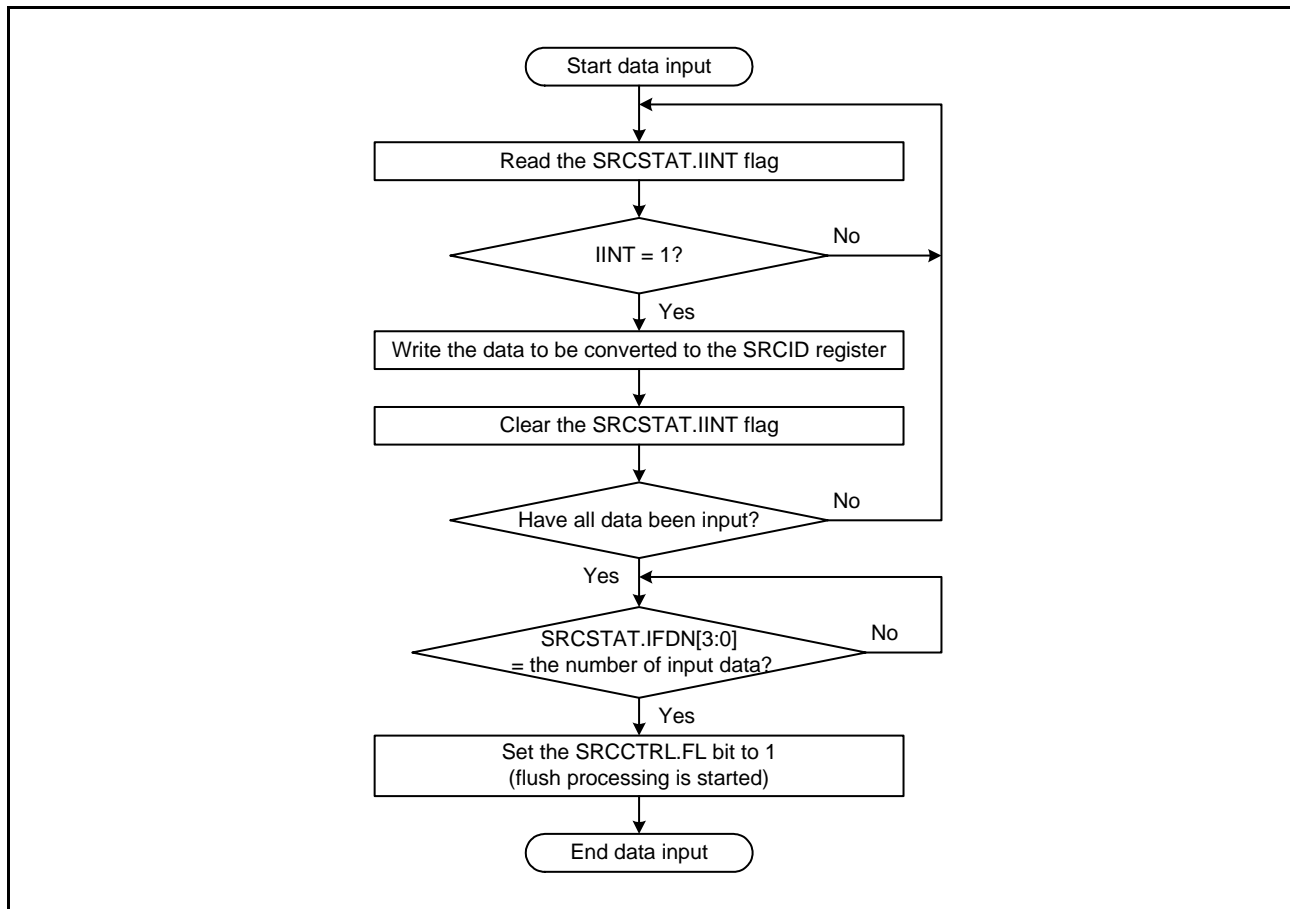 Start data input
Read the SRCSTAT.IINT flag
IINT = 1?
No
Yes
Write the data to be converted to the SRCID register
Clear the SRCSTAT.IINT flag
Have all data been input?
No
Yes
SRCSTAT.IFDN[3:0]
= the number of input data?
No
Yes
Set the SRCCTRL.FL bit to 1
(flush processing is started)
End data input